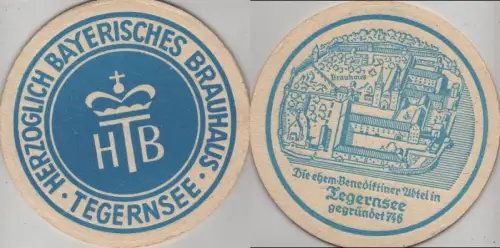 HERZOGLICH BAYERISCHES BRAUHAUS · TEGERNSEE ·
HTB
Brauhaus
Die ehem. Benediktiner Abtei in
Tegernsee
gegründet 746